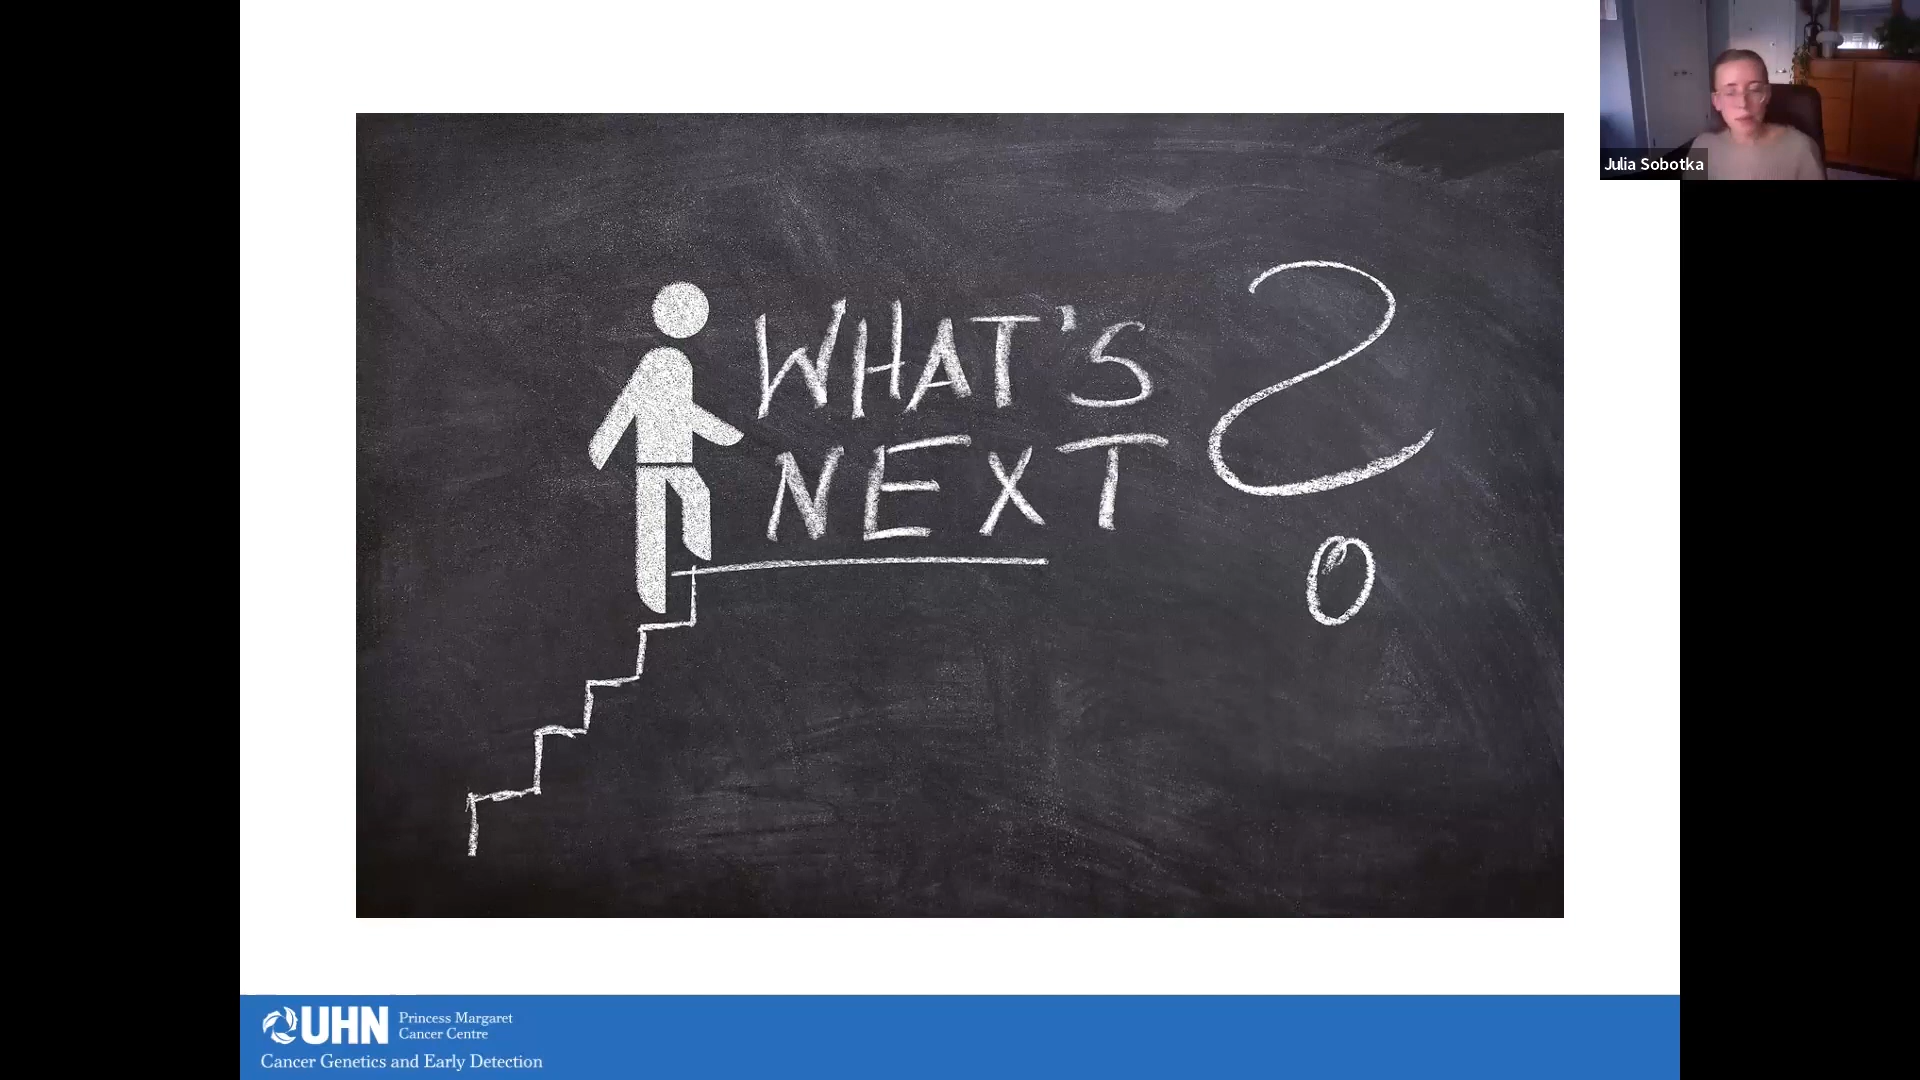 Julia Sobotka
WHAT'S
NEXT ?
UHN
Princess Margaret
Cancer Centre
Cancer Genetics and Early Detection